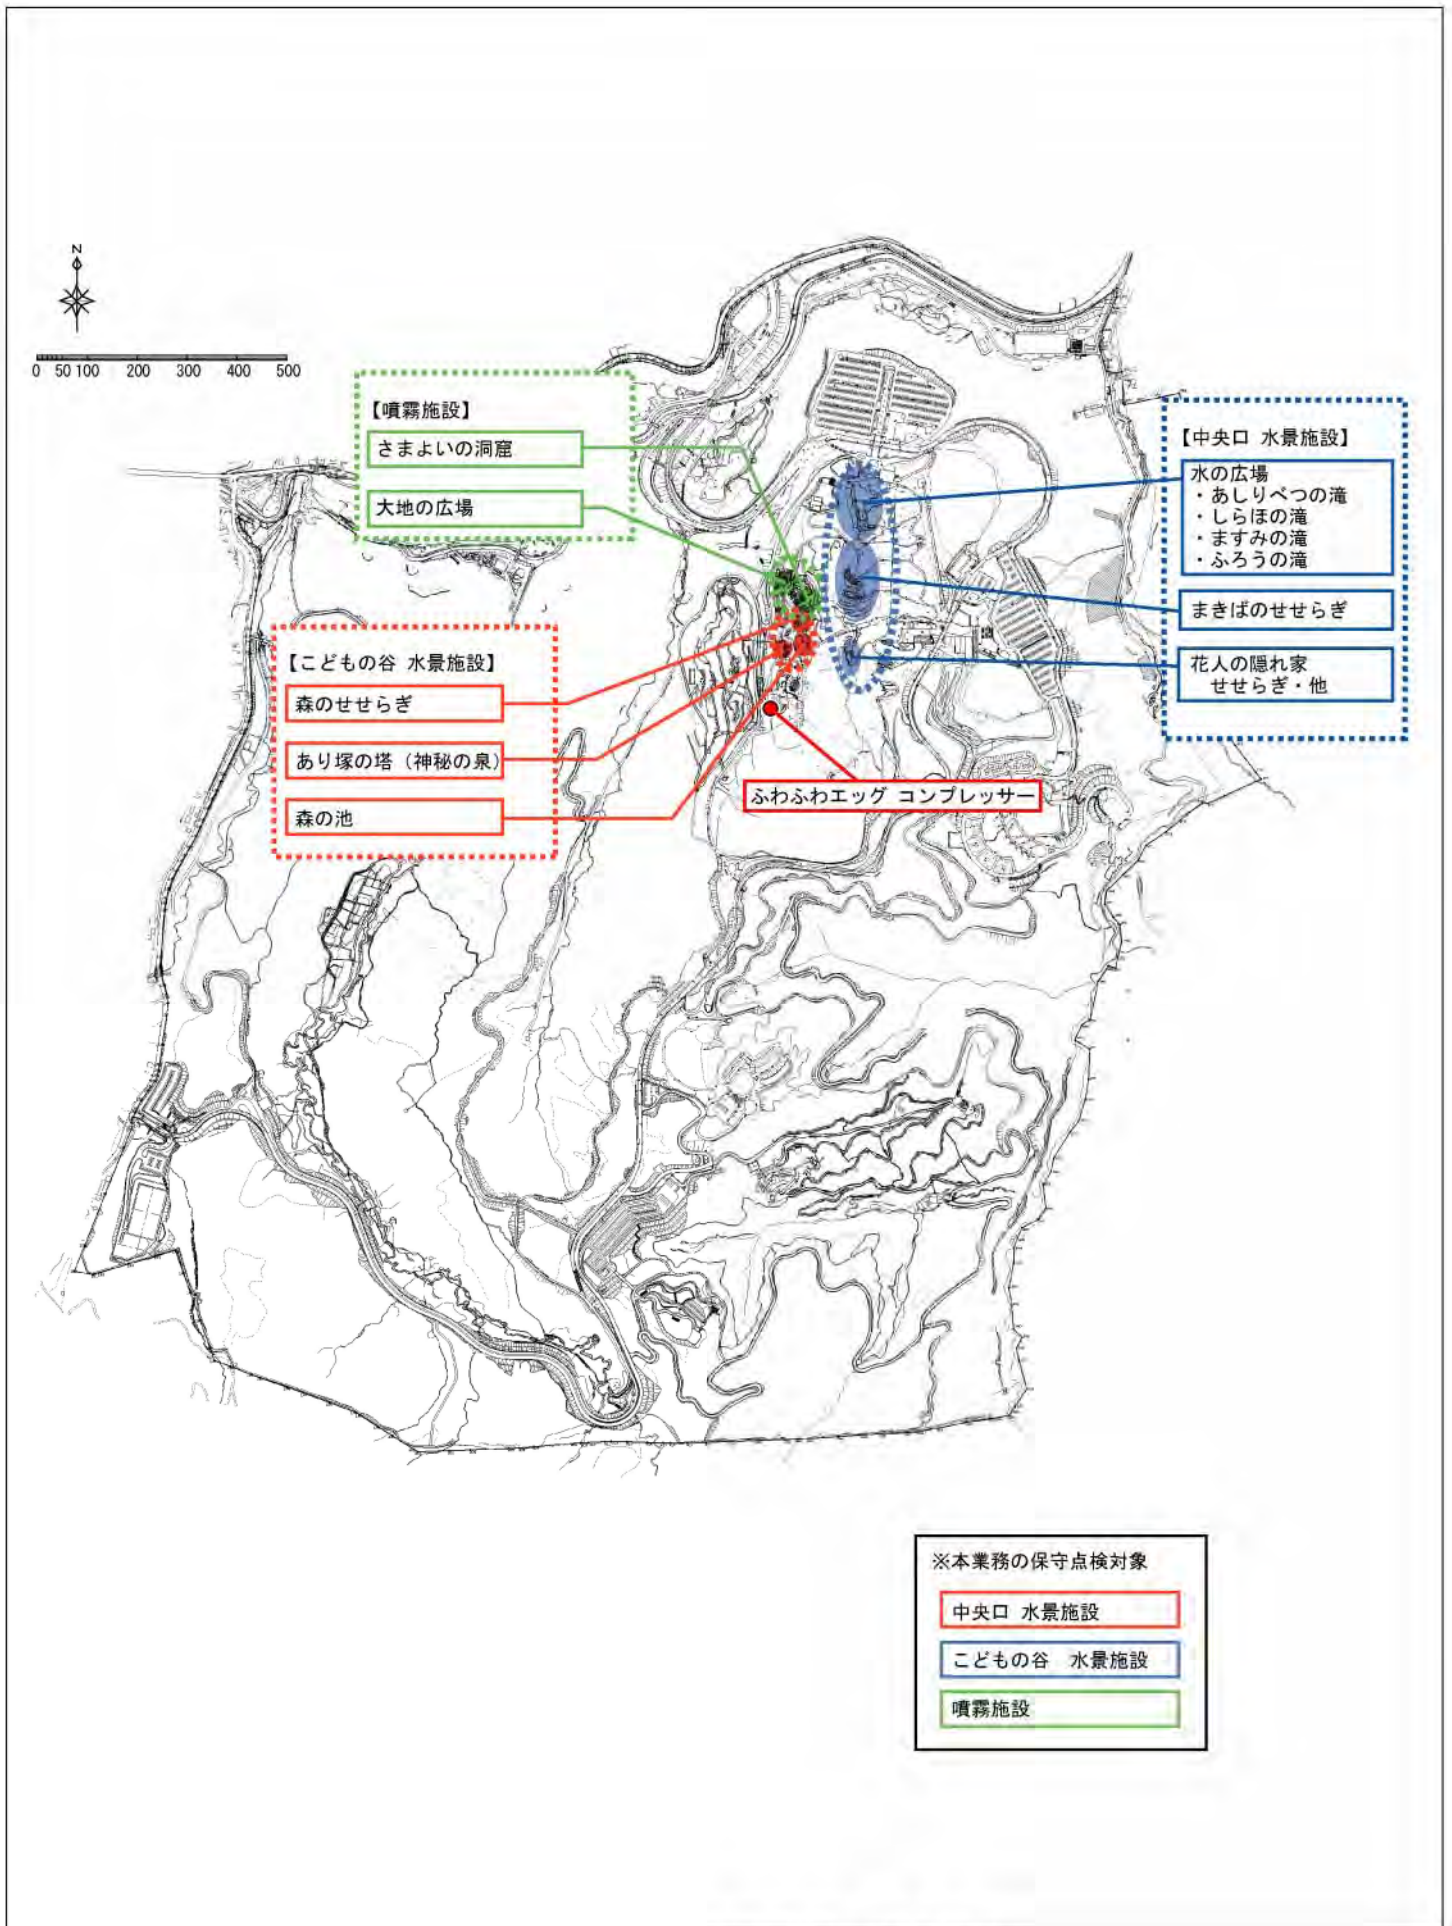 N
0 50 100 200 300 400 500
【噴霧施設】
さまよいの洞窟
大地の広場
【中央口 水景施設】
水の広場
・あしりべつの滝
・しらほの滝
・ますみの滝
・ふろうの滝
まきばのせせらぎ
花人の隠れ家
せせらぎ・他
【こどもの谷 水景施設】
森のせせらぎ
あり塚の塔（神秘の泉）
森の池
ふわふわエッグ コンプレッサー
※本業務の保守点検対象
中央口 水景施設
こどもの谷　水景施設
噴霧施設